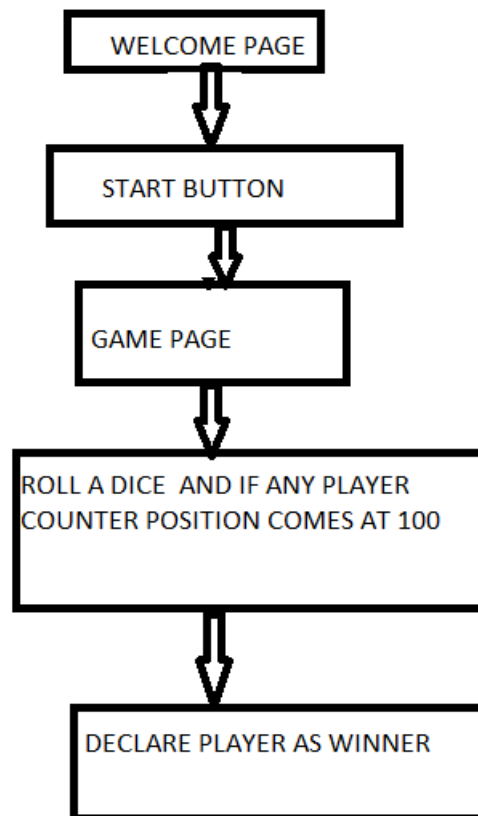 WELCOME PAGE
START BUTTON
GAME PAGE
ROLL A DICE  AND IF ANY PLAYER
COUNTER POSITION COMES AT 100
DECLARE PLAYER AS WINNER